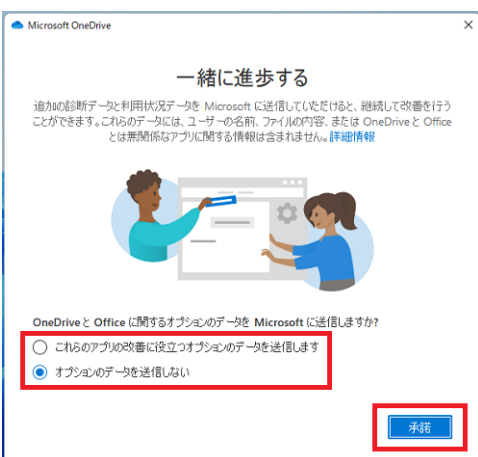 Microsoft OneDrive
一緒に進歩する
追加の診断データと利用状況データを Microsoft に送信していただけると、継続して改善を行う
ことができます。これらのデータには、ユーザーの名前、ファイルの内容、または OneDrive と Office
とは無関係なアプリに関する情報は含まれません。詳細情報
OneDrive と Office に関するオプションのデータを Microsoft に送信しますか?
これらのアプリの改善に役立つオプションのデータを送信します
オプションのデータを送信しない
承諾